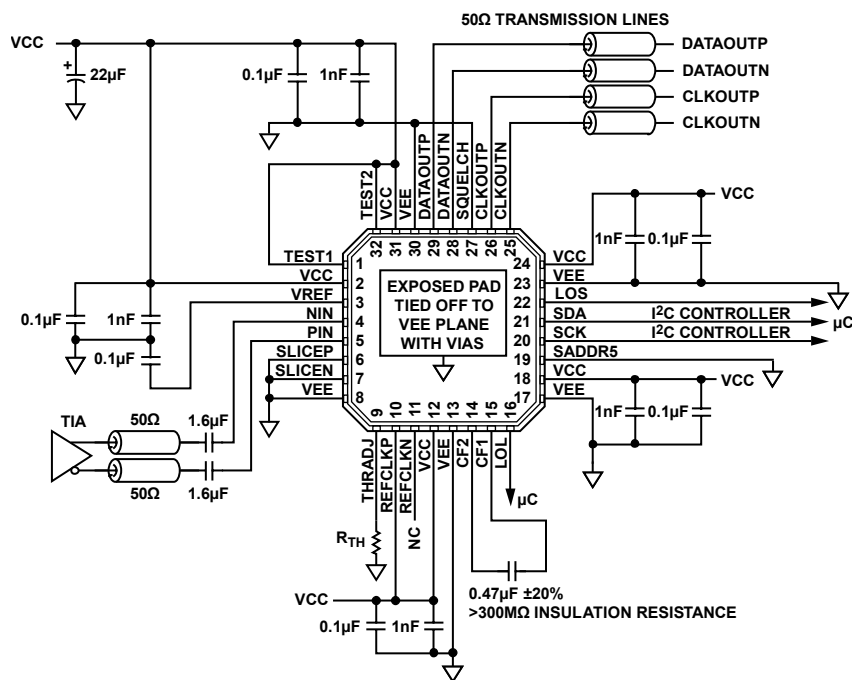 50Ω TRANSMISSION LINES
VCC
DATAOUTP
+
22µF
0.1µF
1nF
DATAOUTN
CLKOUTP
CLKOUTN
TEST2
VCC
VEE
DATAOUTP
DATAOUTN
SQUELCH
CLKOUTP
CLKOUTN
32
31
30
29
28
27
26
25
TEST1
1
VCC
2
VREF
3
NIN
4
PIN
5
SLICEP
6
SLICEN
7
VEE
8
0.1µF
1nF
0.1µF
EXPOSED PAD
TIED OFF TO
VEE PLANE
WITH VIAS
24
VCC
23
VEE
22
LOS
21
SDA
I2C CONTROLLER
µC
20
SCK
I2C CONTROLLER
19
SADDR5
18
VCC
17
VEE
VCC
1nF
0.1µF
VCC
1nF
0.1µF
TIA
50Ω
1.6µF
50Ω
1.6µF
9
10
11
12
13
14
15
16
THRADJ
REFCLKP
REFCLKN
VCC
VEE
CF2
CF1
LOL
µC
RTH
NC
0.47µF ±20%
>300MΩ INSULATION RESISTANCE
VCC
0.1µF
1nF